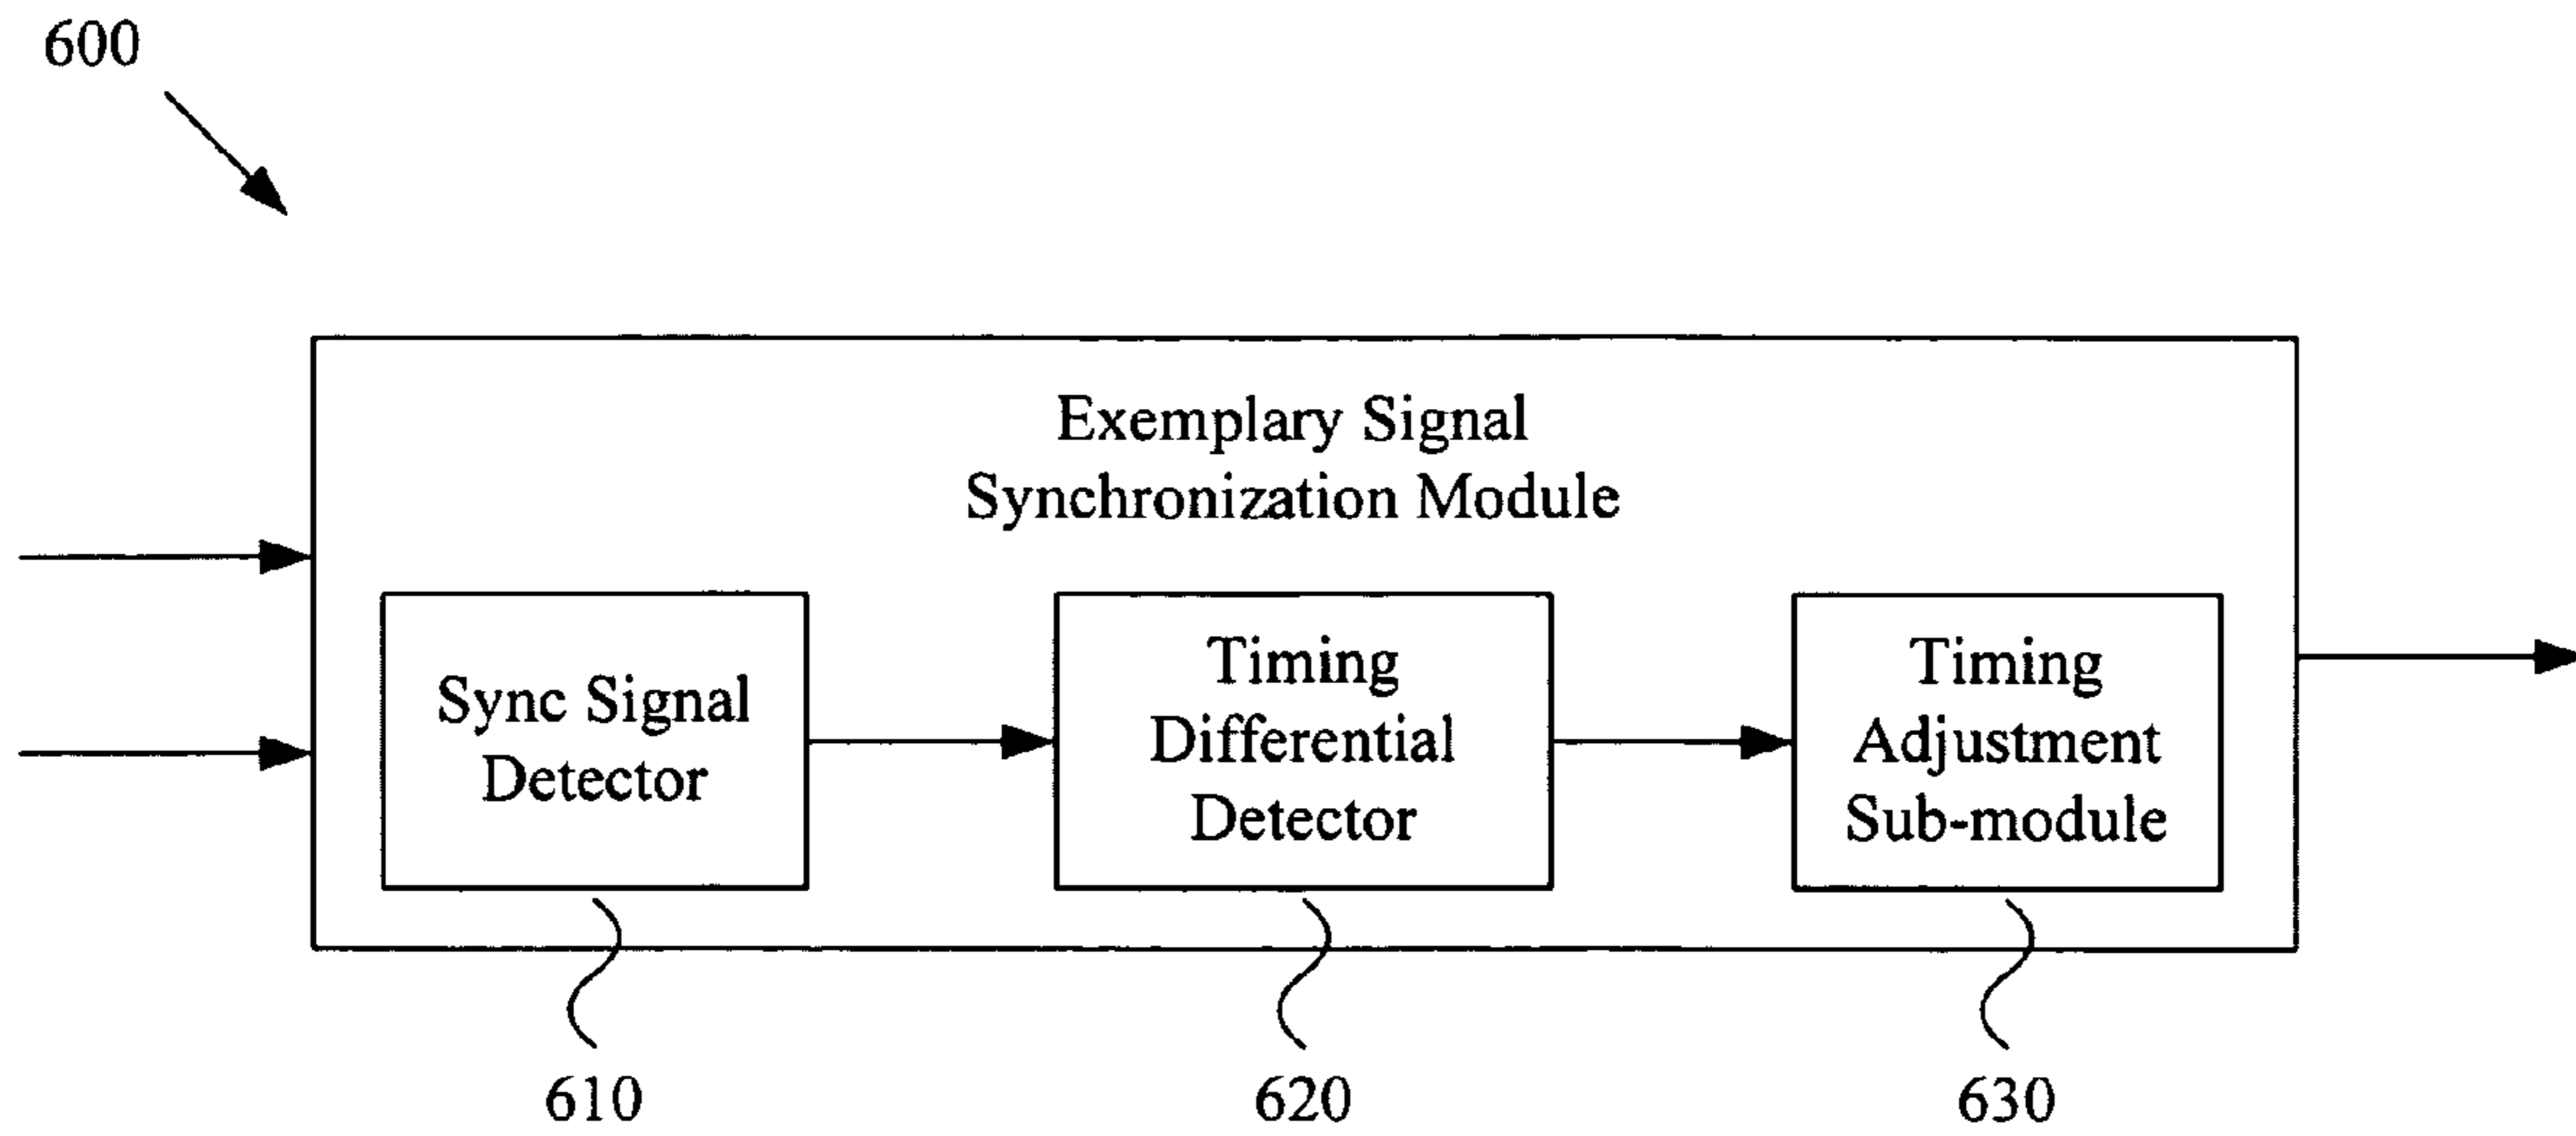 600
Exemplary Signal
Synchronization Module
Sync Signal
Detector
Timing
Differential
Detector
Timing
Adjustment
Sub-module
610
620
630